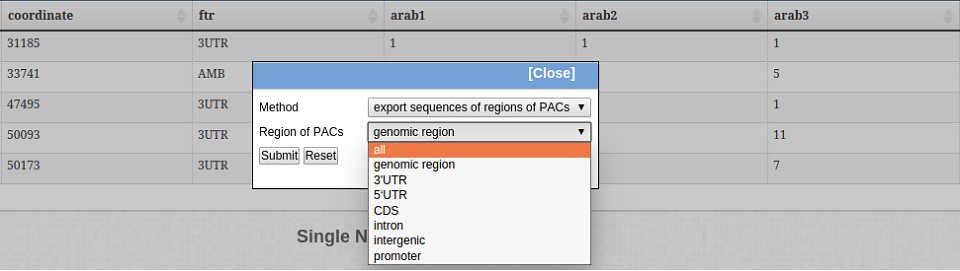 coordinate ftr arab1 arab2 arab3
31185 3UTR 1 1 1
33741 AMB 5
47495 3UTR 1
50093 3UTR 11
50173 3UTR 7
[Close]
Method export sequences of regions of PACs
Region of PACs genomic region
Submit Reset
all
genomic region
3'UTR
5'UTR
CDS
intron
intergenic
promoter
Single N